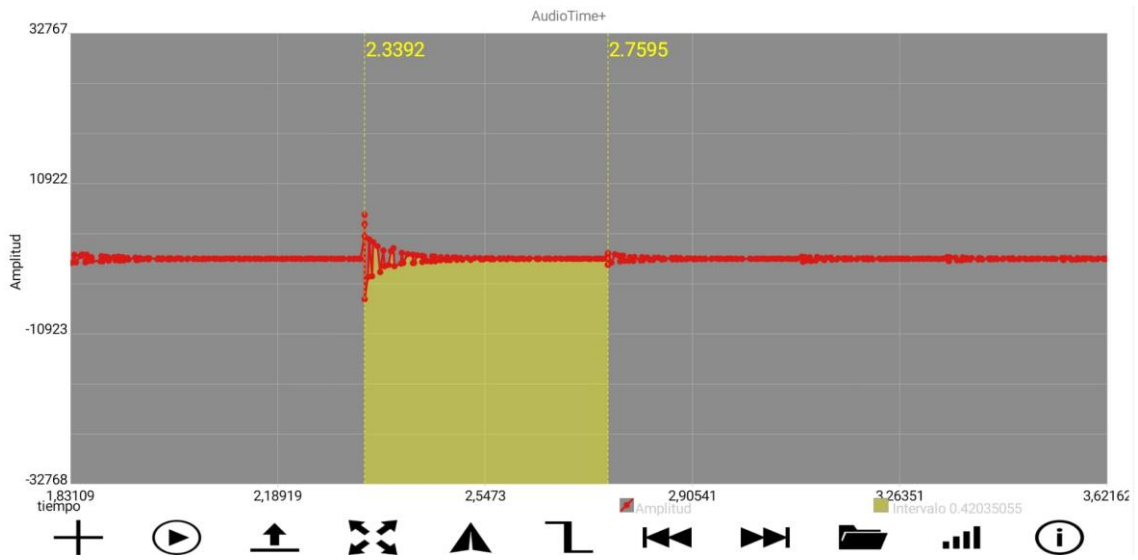 AudioTime+
32767
2.3392 2.7595
10922
Amplitud
-10923
-32768
1,83109 2,18919 2,5473 2,90541 3,26351 3,62162
tiempo Amplitud Intervalo 0.42035055